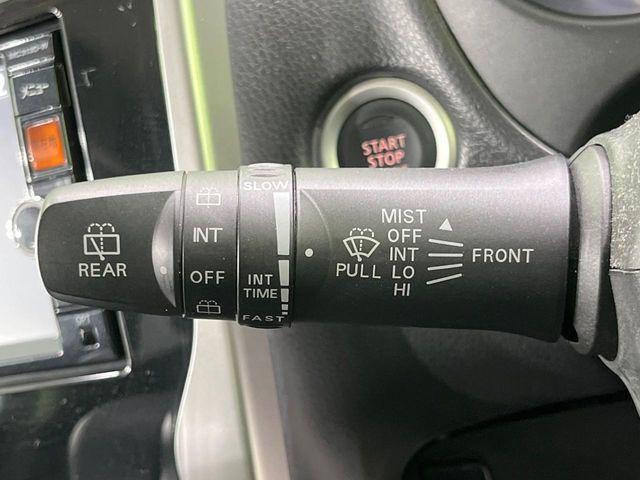 START
STOP
SLOW
INT
TIME
FAST
REAR
INT
OFF
PULL
MIST
OFF
INT
LO
HI
FRONT